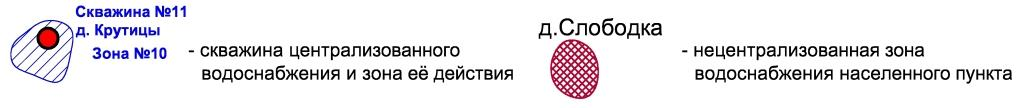 Скважина №11
д. Крутицы
Зона №10
- скважина централизованного
водоснабжения и зона её действия
д.Слободка
- нецентрализованная зона
водоснабжения населенного пункта